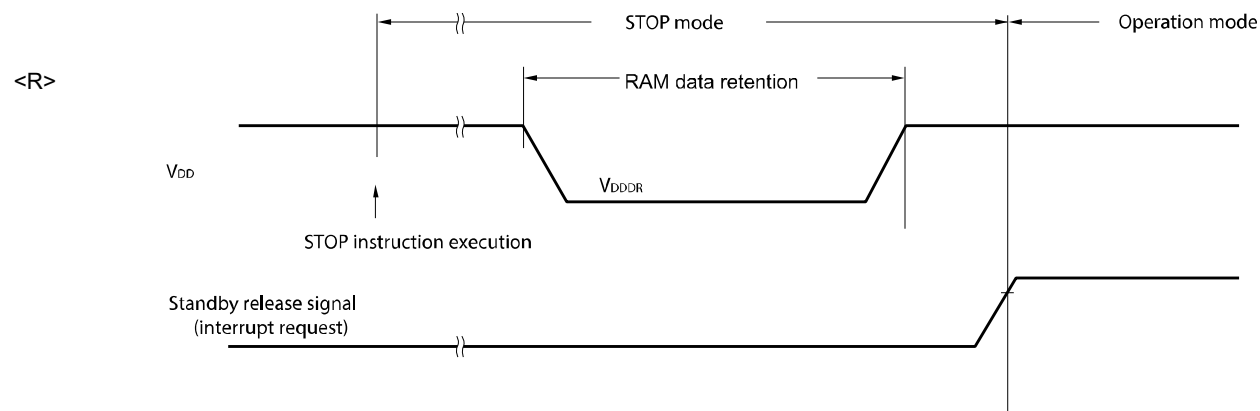 STOP mode
Operation mode
<R>
RAM data retention
VDD
VDDDR
STOP instruction execution
Standby release signal
(interrupt request)